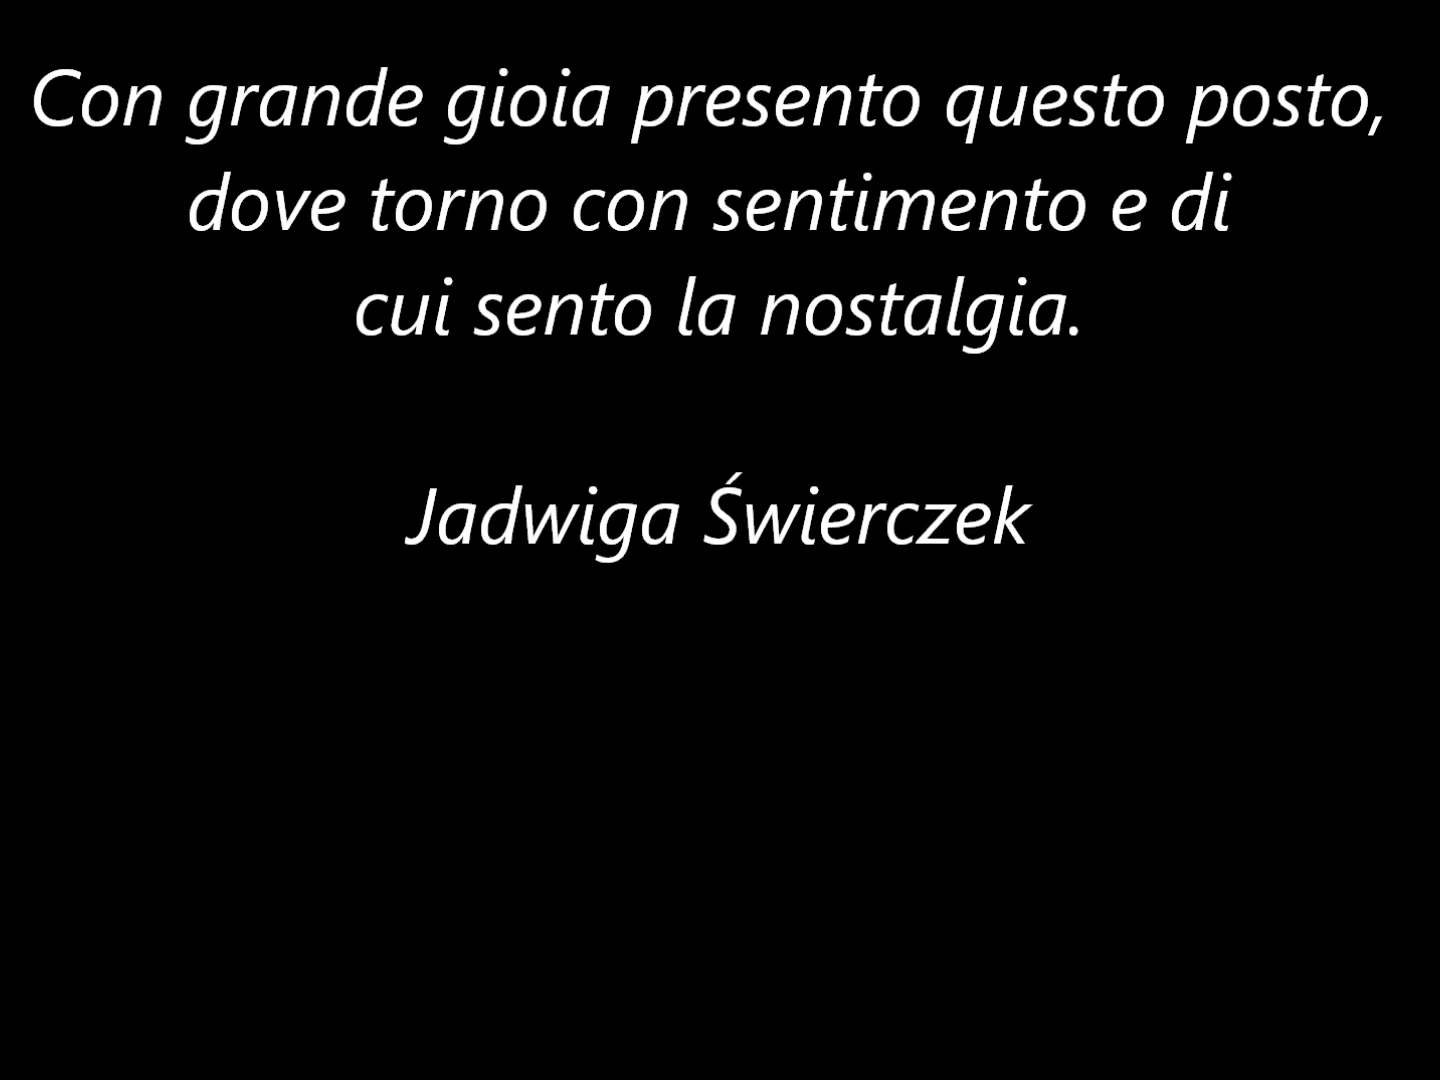 Con grande gioia presento questo posto,
dove torno con sentimento e di
cui sento la nostalgia.
Jadwiga Świerczek